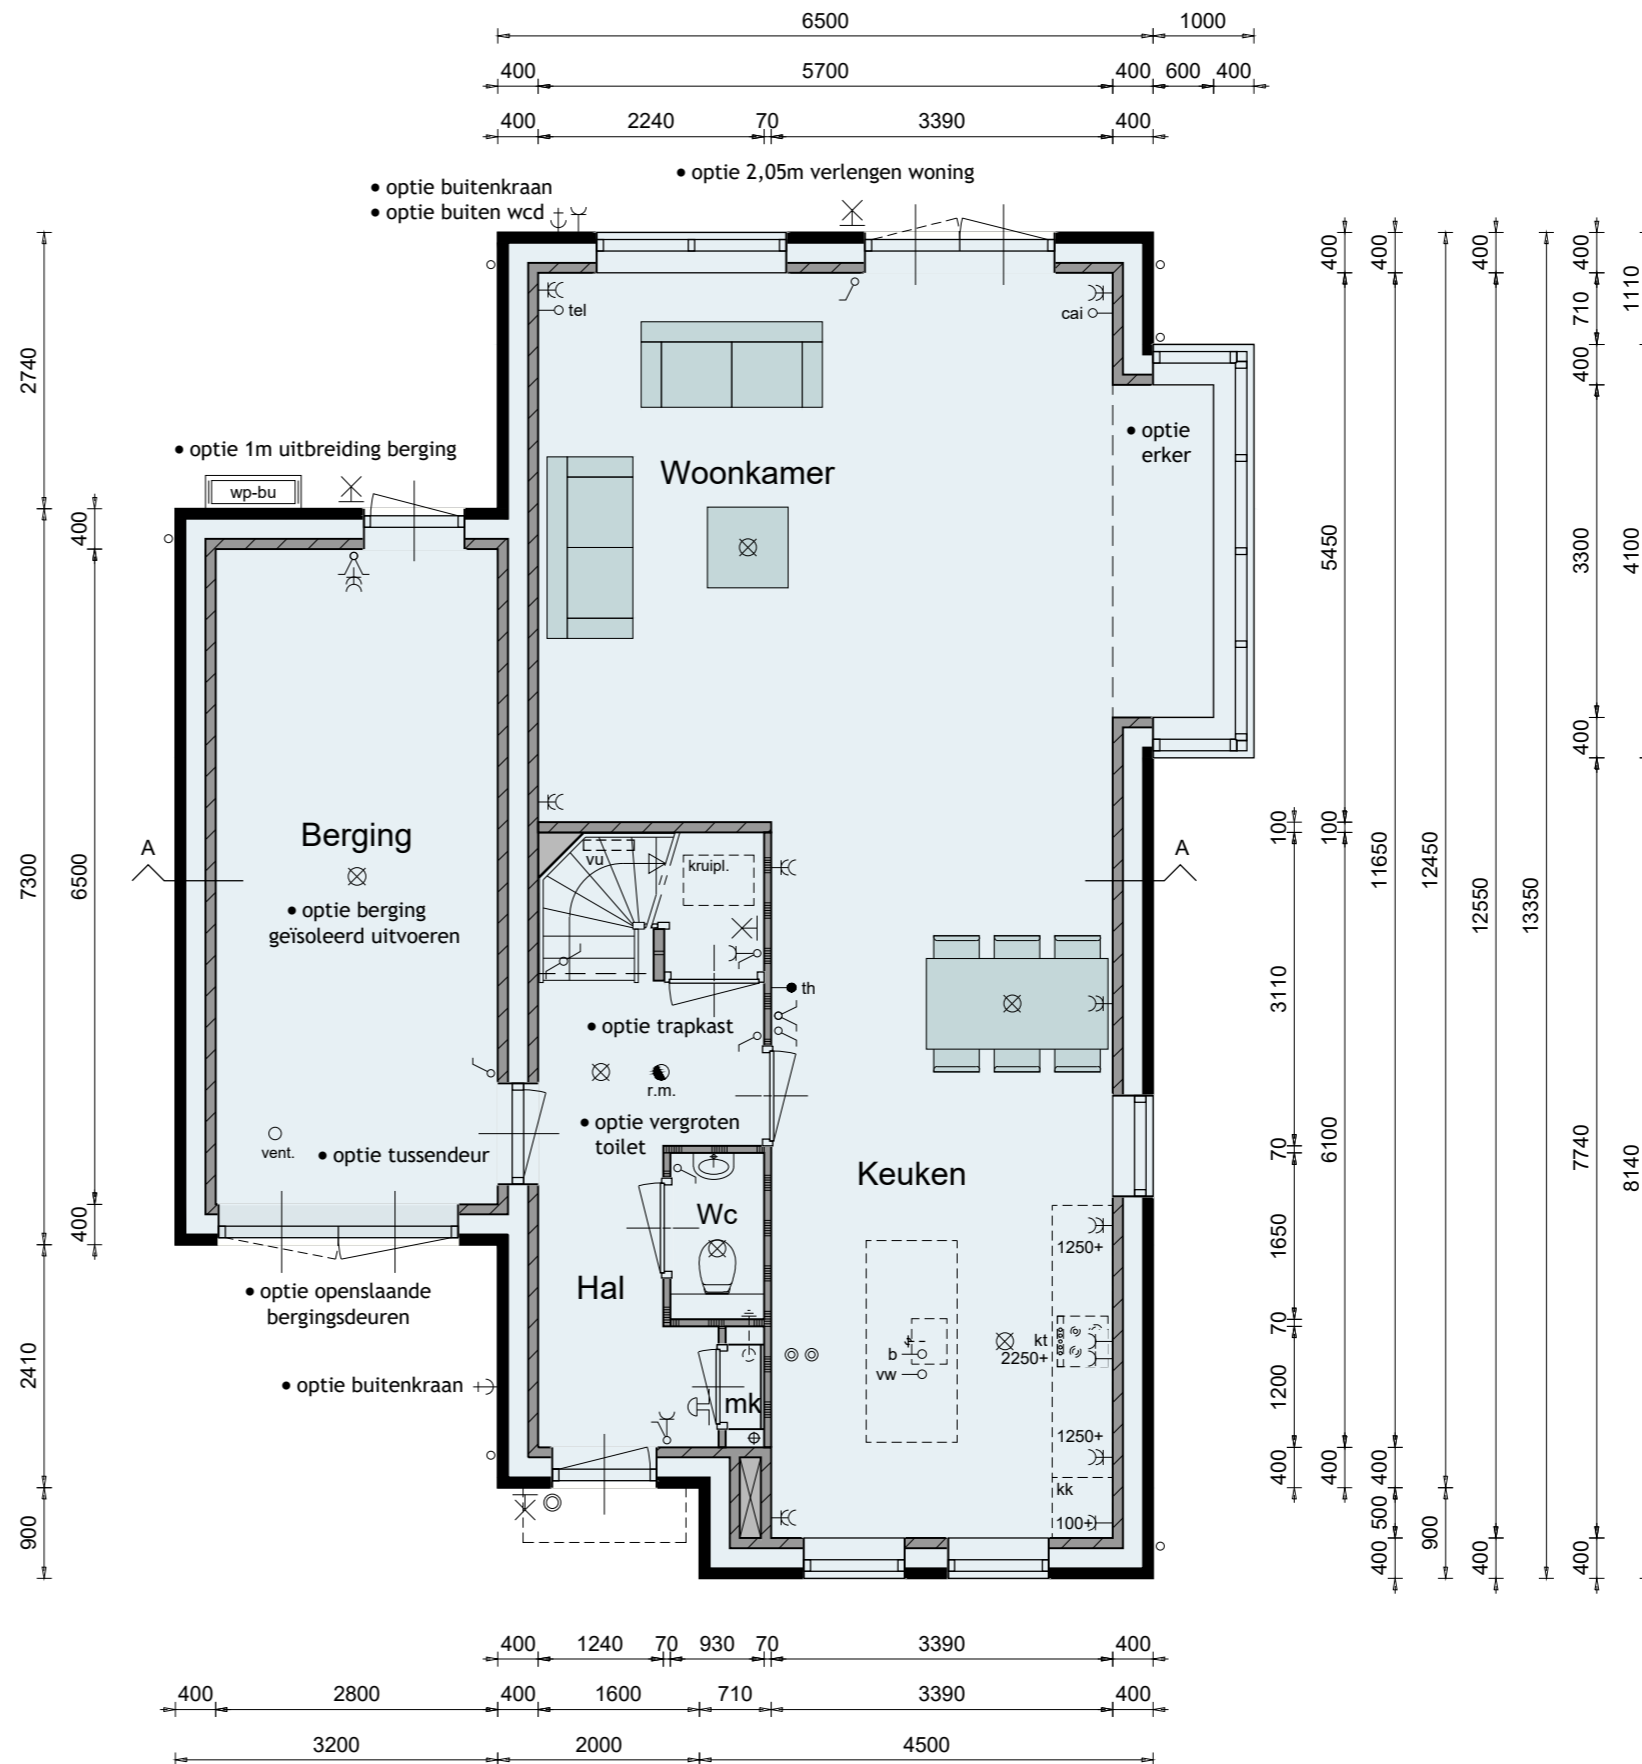 6500 1000
400 5700 400 600 400
400 2240 70 3390 400
• optie 2,05m verlengen woning
• optie buitenkraan
• optie buiten wcd
tel
cai
• optie
erker
Woonkamer
• optie 1m uitbreiding berging
wp-bu
Berging
A
A
vu
kruipl.
• optie berging
geïsoleerd uitvoeren
th
• optie trapkast
r.m.
• optie vergroten
toilet
vent.
• optie tussendeur
Keuken
Wc
1250+
Hal
• optie openslaande
bergingsdeuren
kt
2250+
b
vw
• optie buitenkraan
mk
1250+
kk
100+
2740
7300
2410
900
400
6500
400
100
3110
70
1650
70
1200
400
400
5450
100
6100
400
400
11650
400
500
400
12450
900
400
12550
400
13350
400
710
400
3300
400
7740
400
1110
4100
8140
400 1240 70 930 70 3390 400
400 2800 400 1600 710 3390 400
3200 2000 4500